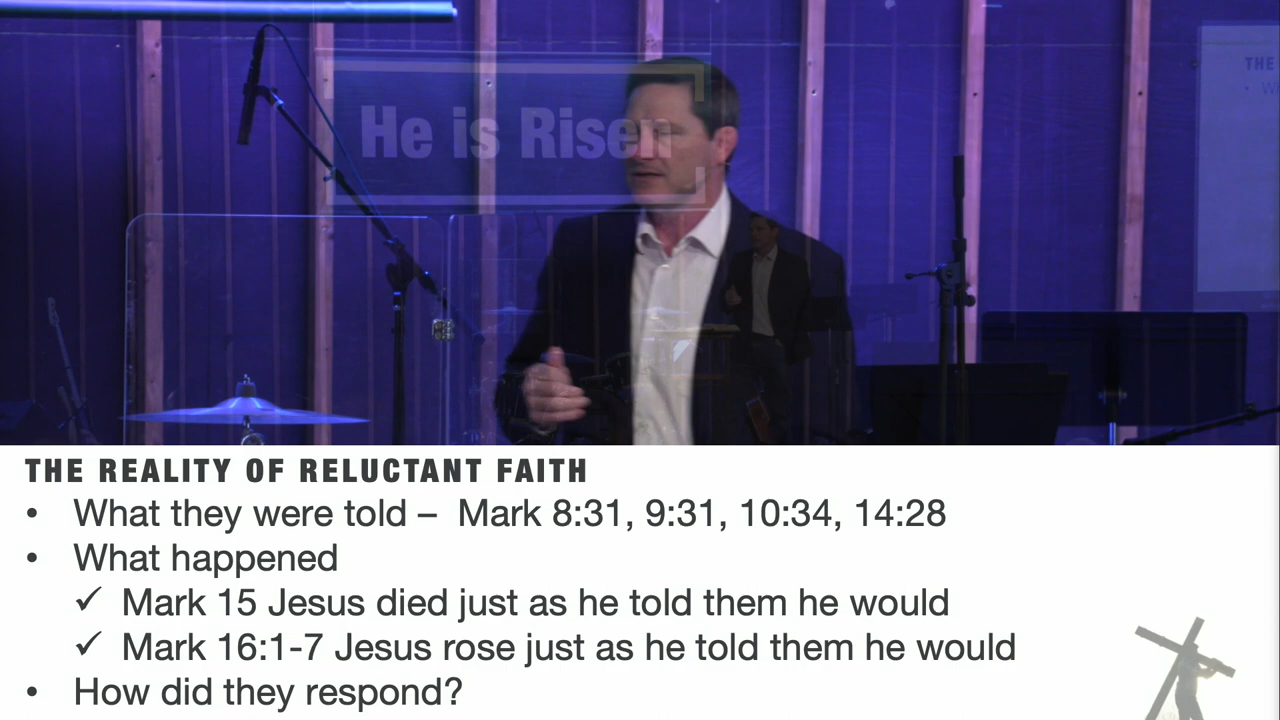 He is Risen
THE
W
THE REALITY OF RELUCTANT FAITH
• What they were told – Mark 8:31, 9:31, 10:34, 14:28
• What happened
✓ Mark 15 Jesus died just as he told them he would
✓ Mark 16:1-7 Jesus rose just as he told them he would
• How did they respond?